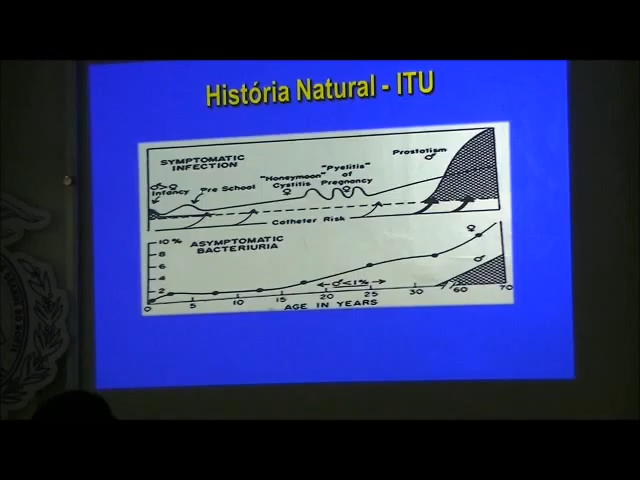 História Natural - ITU
SYMPTOMATIC
INFECTION
♂>♀
Infancy
Pre School
"Honeymoon"
Cystitis
♀
"Pyelitis"
of
Pregnancy
♀
Prostatism
♂
Catheter Risk
10 %
8
6
4
2
ASYMPTOMATIC
BACTERIURIA
♀
♂
♂<1%
0 5 10 15 20 25 30 60 70
AGE IN YEARS